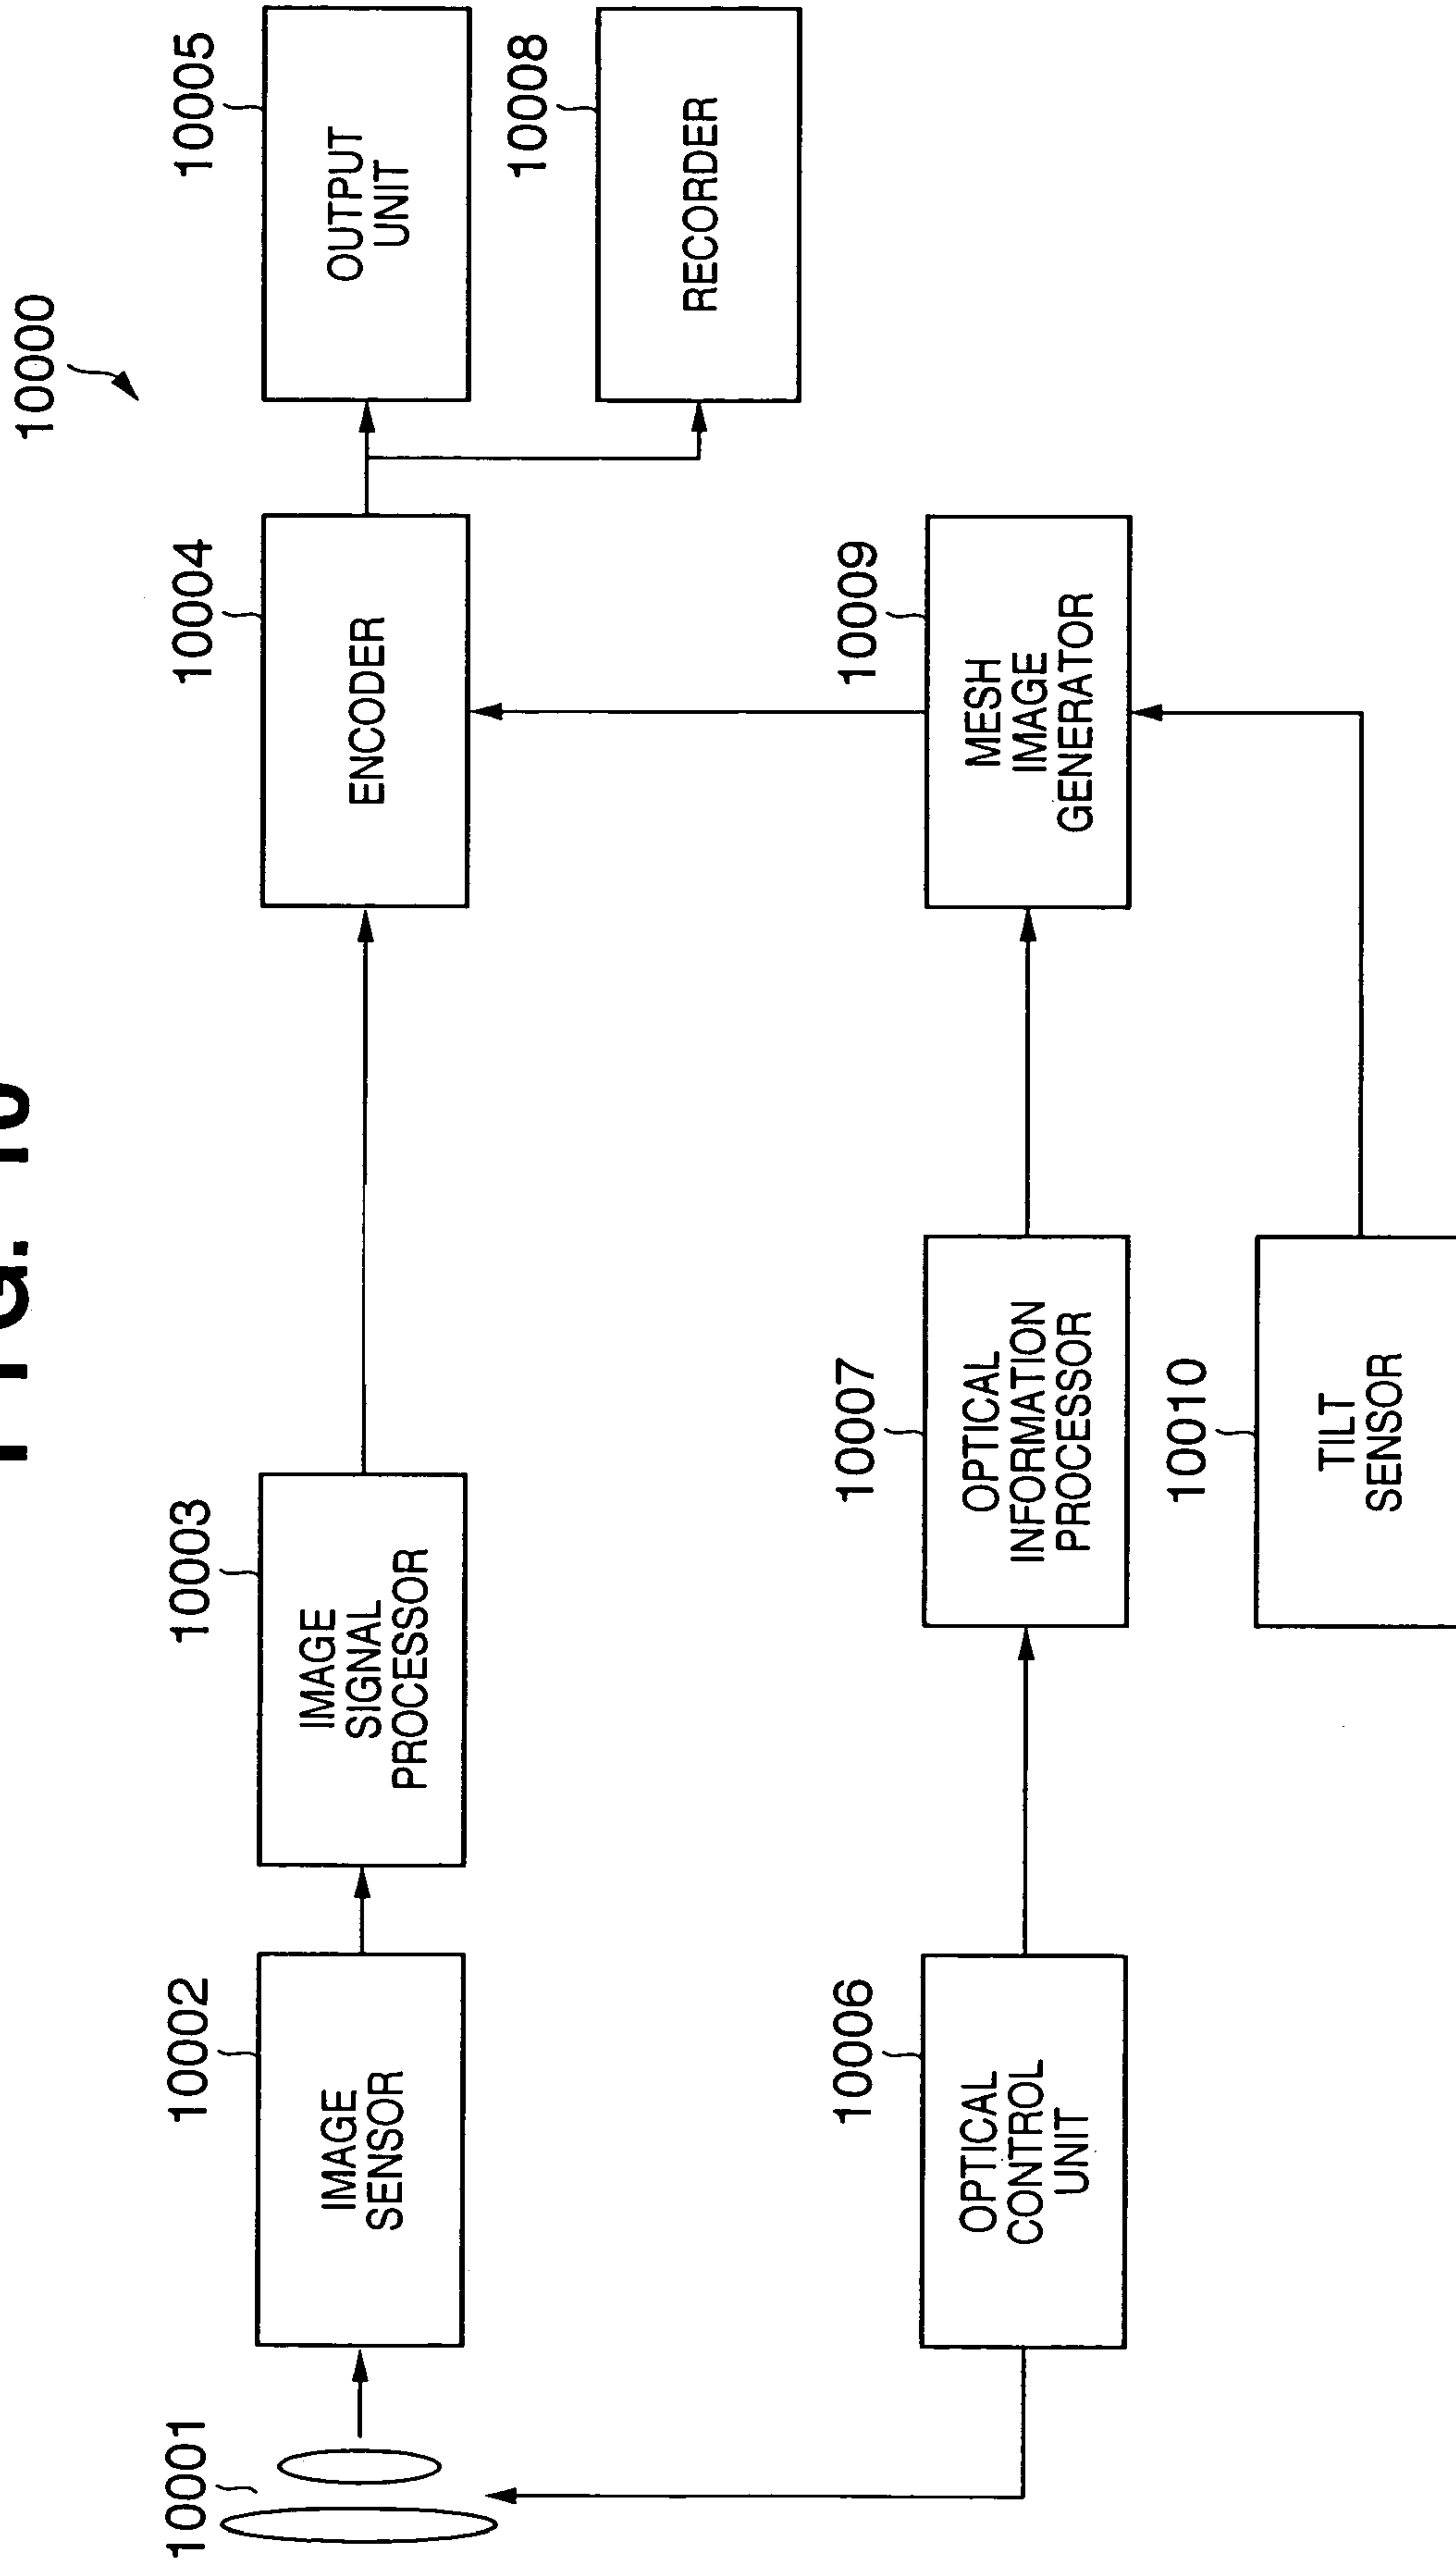 FIG. 10
10000
10001
10002
IMAGE
SENSOR
10003
IMAGE
SIGNAL
PROCESSOR
10004
ENCODER
10005
OUTPUT
UNIT
10008
RECORDER
10006
OPTICAL
CONTROL
UNIT
10007
OPTICAL
INFORMATION
PROCESSOR
10009
MESH
IMAGE
GENERATOR
10010
TILT
SENSOR